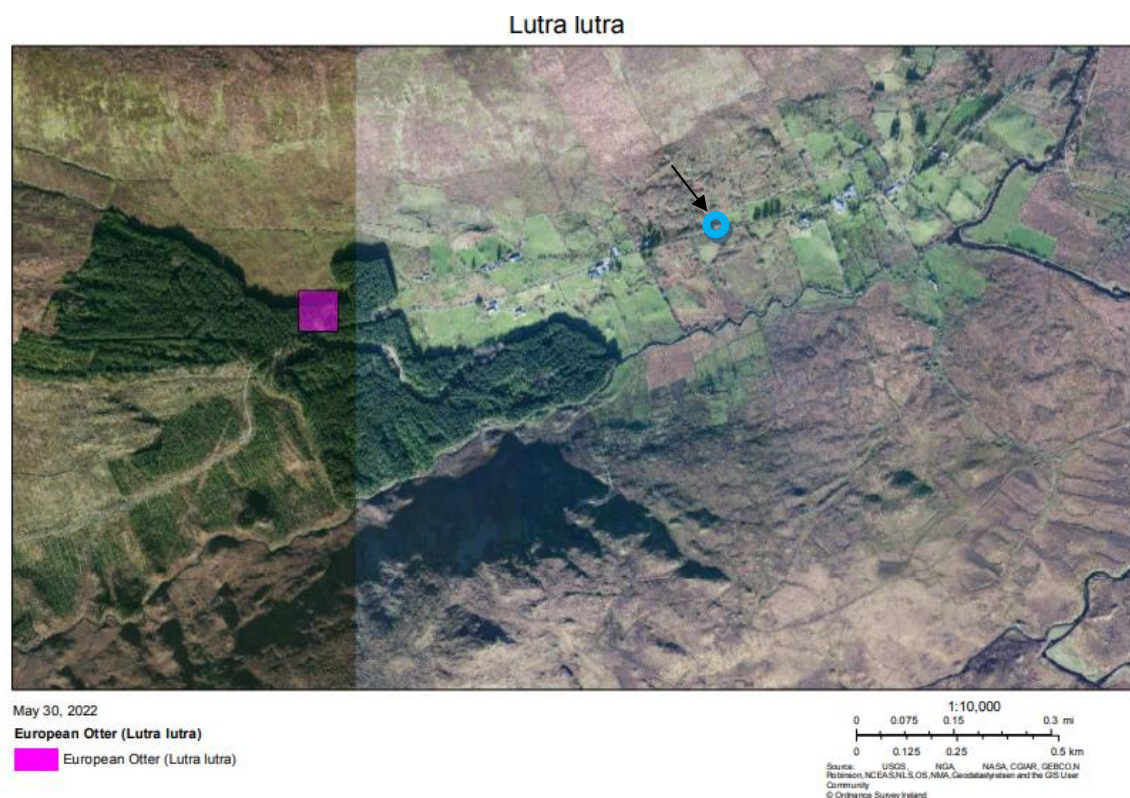 Lutra lutra
May 30, 2022
European Otter (Lutra lutra)
European Otter (Lutra lutra)
1:10,000
0 0.075 0.15 0.3 mi
0 0.125 0.25 0.5 km
Source: USGS, NGA, NASA, CGIAR, GEBCO,N
Robinson,NCEAS,NLS,OS,NMA,Geodatastyrelsen and the GIS User
Community
© Ordnance Survey Ireland